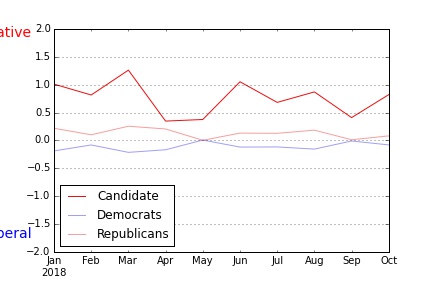 ative
2.0
1.5
1.0
0.5
0.0
−0.5
−1.0
−1.5
−2.0
beral
Candidate
Democrats
Republicans
Jan Feb Mar Apr May Jun Jul Aug Sep Oct
2018